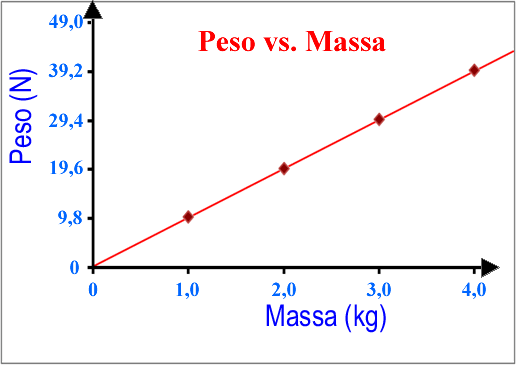 49,0
Peso vs. Massa
39,2
29,4
19,6
9,8
0
Peso (N)
0 1,0 2,0 3,0 4,0
Massa (kg)